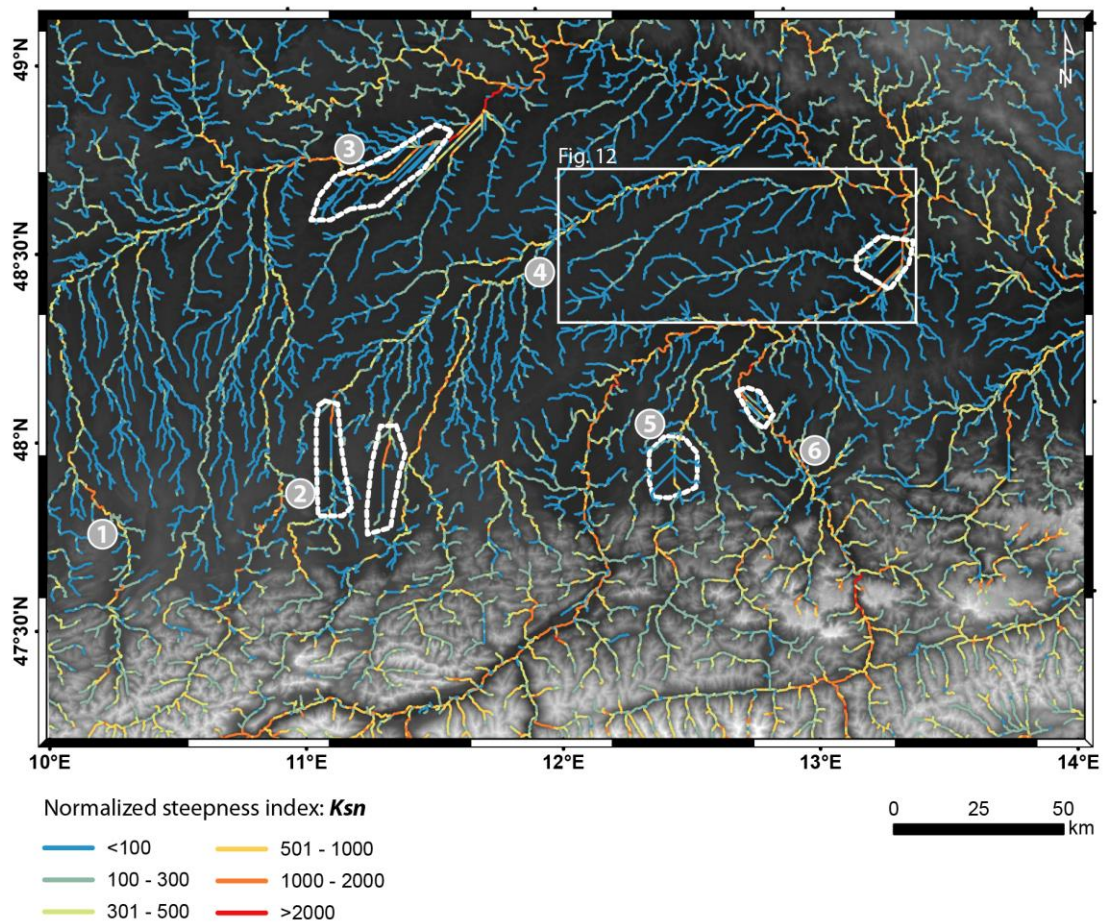 N
49°N
3
Fig. 12
48°30'N
4
48°N
5
6
2
1
47°30'N
10°E 11°E 12°E 13°E 14°E
Normalized steepness index: Ksn
0 25 50
km
<100 501 - 1000
100 - 300 1000 - 2000
301 - 500 >2000